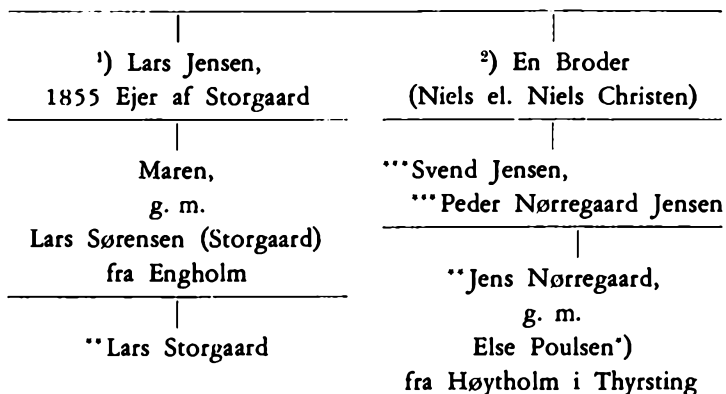 ¹) Lars Jensen,
1855 Ejer af Storgaard
Maren,
g. m.
Lars Sørensen (Storgaard)
fra Engholm
**Lars Storgaard
²) En Broder
(Niels el. Niels Christen)
***Svend Jensen,
***Peder Nørregaard Jensen
**Jens Nørregaard,
g. m.
Else Poulsen*)
fra Høytholm i Thyrsting